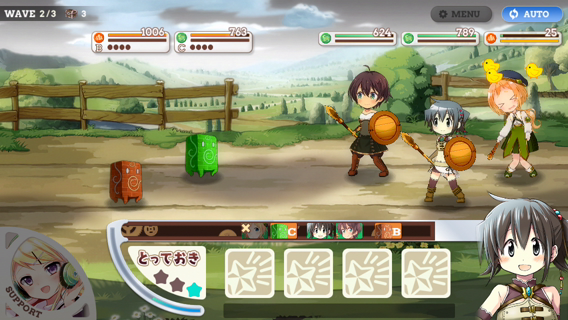 WAVE 2/3 3
MENU
AUTO
1006
B
763
C
624
789
25
C
B
とっておき
SUPPORT